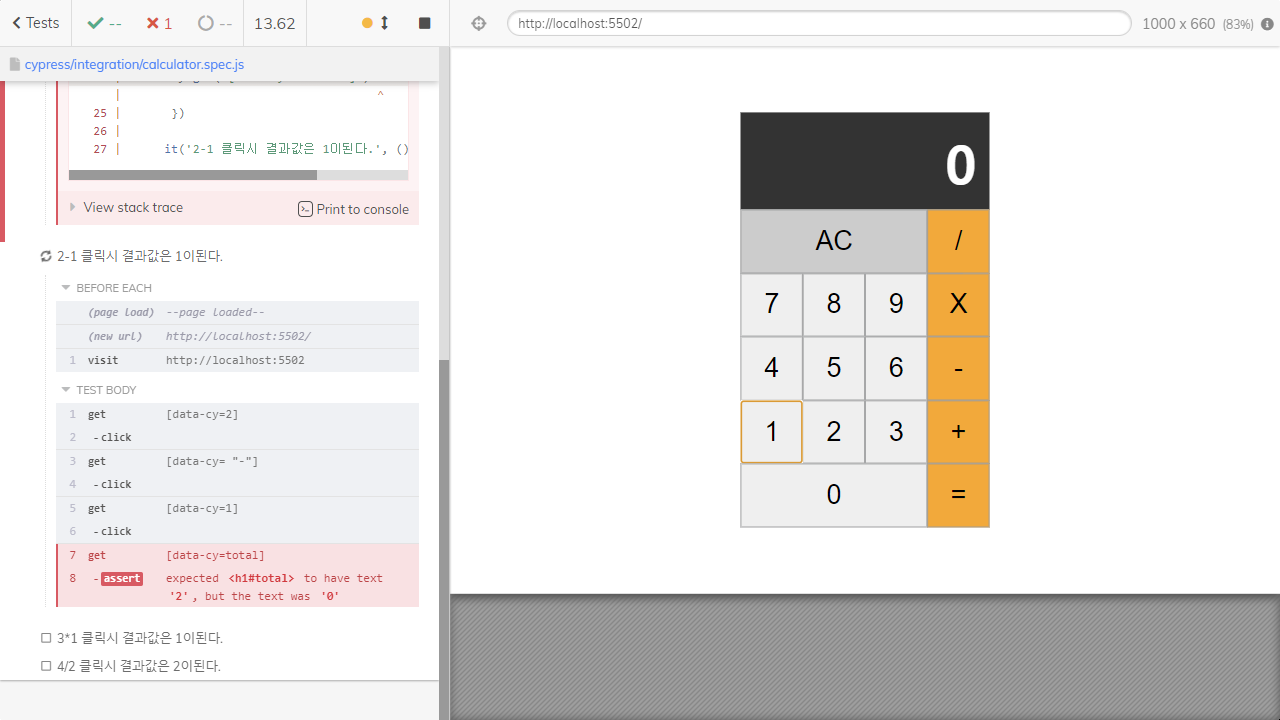 Tests
--
1
--
13.62
http://localhost:5502/
1000 x 660 (83%)
cypress/integration/calculator.spec.js
| ^
25 | })
26 |
27 | it('2-1 클릭시 결과값은 1이된다.', ()
View stack trace
Print to console
2-1 클릭시 결과값은 1이된다.
BEFORE EACH
(page load) --page loaded--
(new url) http://localhost:5502/
1 visit http://localhost:5502
TEST BODY
1 get [data-cy=2]
2 -click
3 get [data-cy= "-"]
4 -click
5 get [data-cy=1]
6 -click
7 get [data-cy=total]
8 -assert expected <h1#total> to have text
'2', but the text was '0'
3*1 클릭시 결과값은 1이된다.
4/2 클릭시 결과값은 2이된다.
0
AC /
7 8 9 X
4 5 6 -
1 2 3 +
0 =